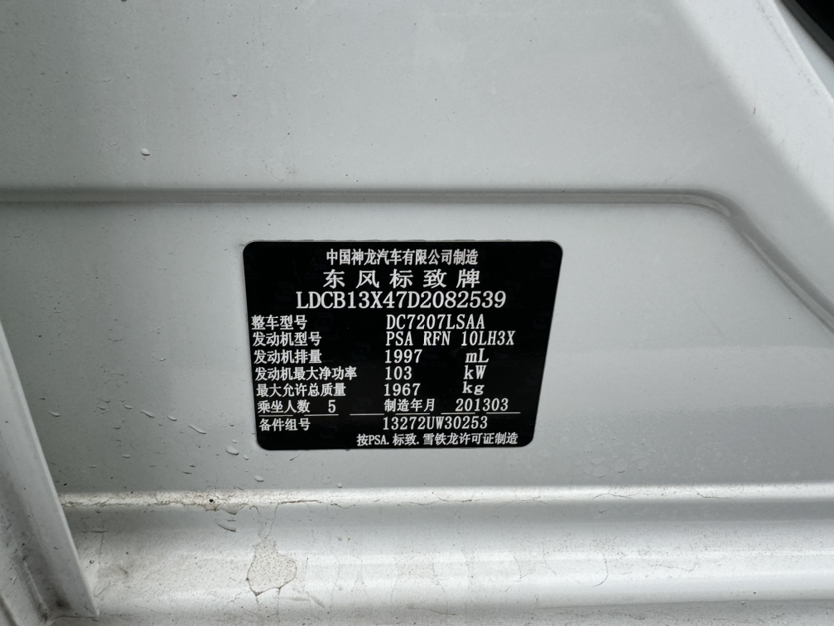 中国神龙汽车有限公司制造
东风标致牌
LDCB13X47D2082539
整车型号 DC7207LSAA
发动机型号 PSA RFN 10LH3X
发动机排量 1997 mL
发动机最大净功率 103 kW
最大允许总质量 1967 kg
乘坐人数 5 制造年月 201303
备件组号 13272UW30253
按PSA.标致.雪铁龙许可证制造